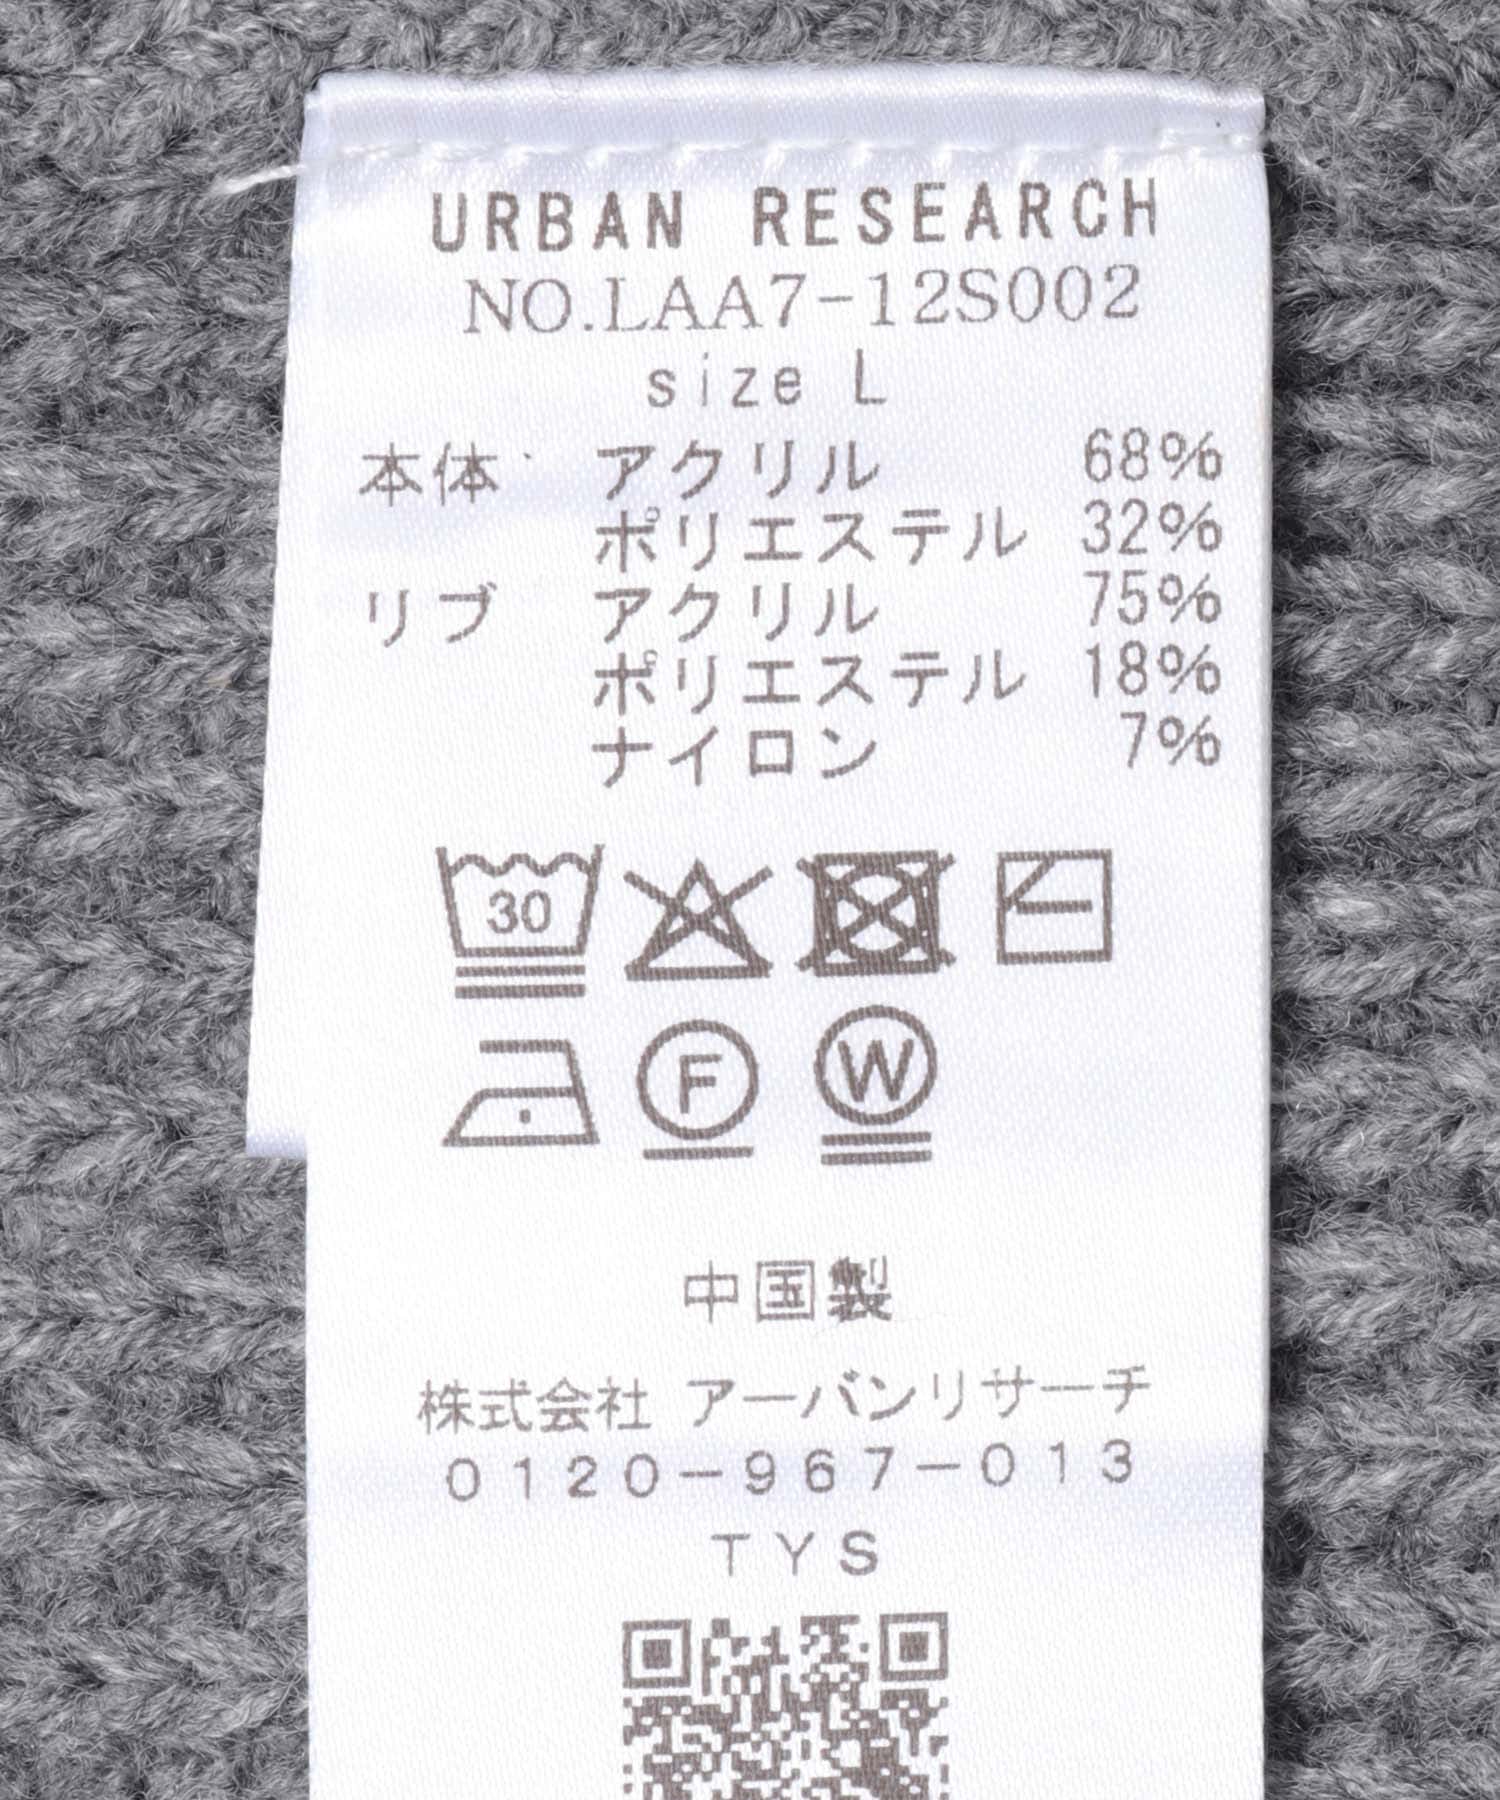 URBAN RESEARCH
NO.LAA7-12S002
size L
本体 アクリル 68%
ポリエステル 32%
リブ アクリル 75%
ポリエステル 18%
ナイロン 7%
30
F W
中国製
株式会社 アーバンリサーチ
0120-967-013
TYS